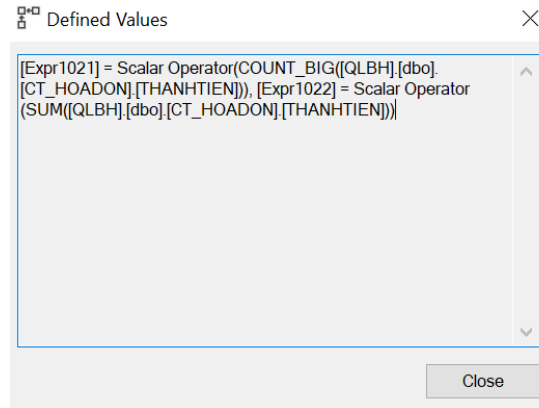 Defined Values
[Expr1021] = Scalar Operator(COUNT_BIG([QLBH].[dbo].
[CT_HOADON].[THANHTIEN])), [Expr1022] = Scalar Operator
(SUM([QLBH].[dbo].[CT_HOADON].[THANHTIEN]))
Close